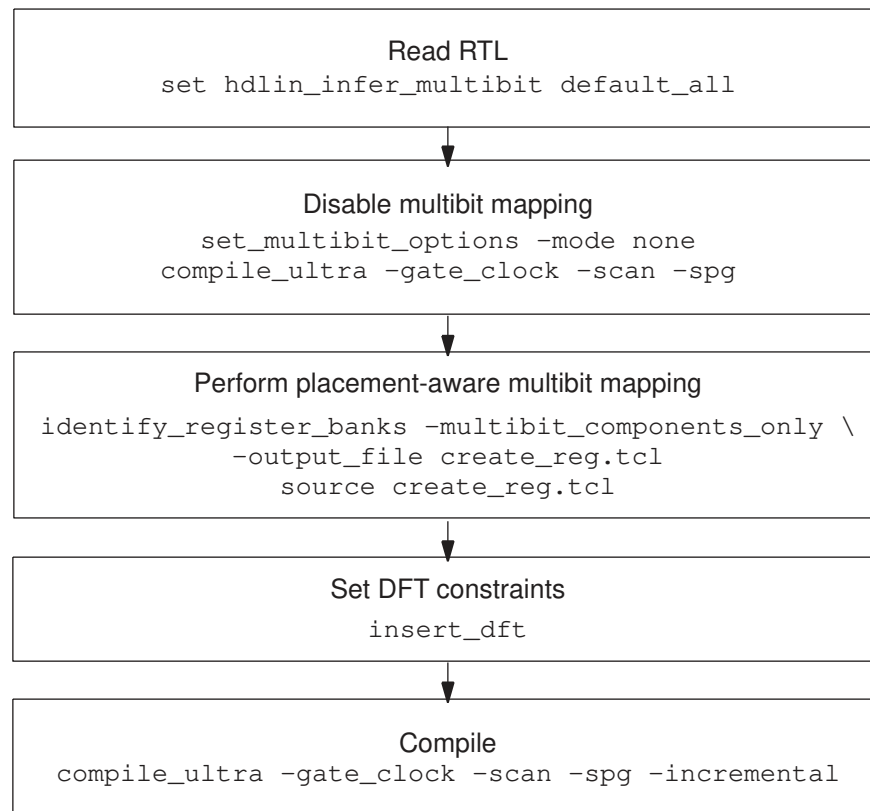 Read RTL
set hdlin_infer_multibit default_all
Disable multibit mapping
set_multibit_options –mode none
compile_ultra –gate_clock –scan –spg
Perform placement-aware multibit mapping
identify_register_banks –multibit_components_only \
–output_file create_reg.tcl
source create_reg.tcl
Set DFT constraints
insert_dft
Compile
compile_ultra –gate_clock –scan –spg –incremental